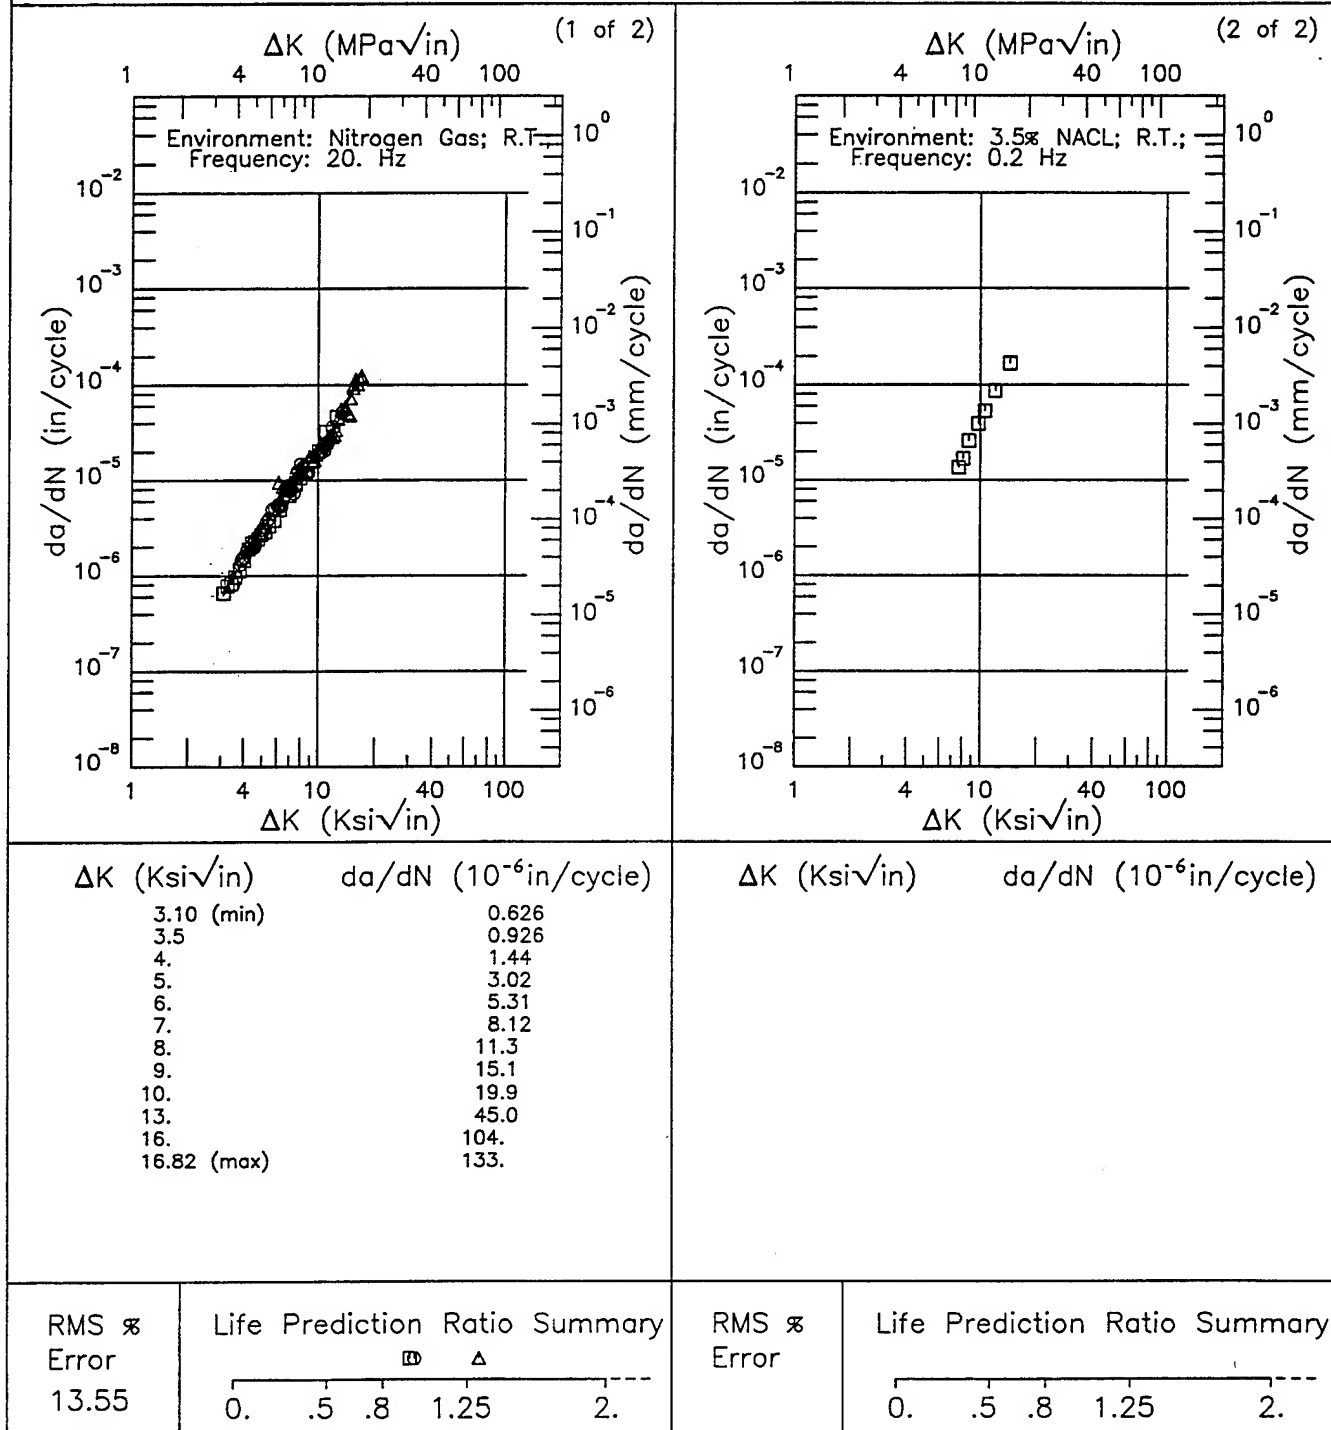 (1 of 2)
ΔK (MPa√in)
1 4 10 40 100
Environment: Nitrogen Gas; R.T.;
Frequency: 20. Hz
10⁰
10⁻¹
10⁻²
10⁻³
10⁻⁴
10⁻⁵
10⁻⁶
da/dN (mm/cycle)
10⁻²
10⁻³
10⁻⁴
10⁻⁵
10⁻⁶
10⁻⁷
10⁻⁸
da/dN (in/cycle)
1 4 10 40 100
ΔK (Ksi√in)
(2 of 2)
ΔK (MPa√in)
1 4 10 40 100
Environment: 3.5% NACL; R.T.;
Frequency: 0.2 Hz
10⁰
10⁻¹
10⁻²
10⁻³
10⁻⁴
10⁻⁵
10⁻⁶
da/dN (mm/cycle)
10⁻²
10⁻³
10⁻⁴
10⁻⁵
10⁻⁶
10⁻⁷
10⁻⁸
da/dN (in/cycle)
1 4 10 40 100
ΔK (Ksi√in)
ΔK (Ksi√in) da/dN (10⁻⁶in/cycle)
3.10 (min) 0.626
3.5 0.926
4. 1.44
5. 3.02
6. 5.31
7. 8.12
8. 11.3
9. 15.1
10. 19.9
13. 45.0
16. 104.
16.82 (max) 133.
ΔK (Ksi√in) da/dN (10⁻⁶in/cycle)
RMS %
Error
13.55
Life Prediction Ratio Summary
0. .5 .8 1.25 2.
RMS %
Error
Life Prediction Ratio Summary
0. .5 .8 1.25 2.